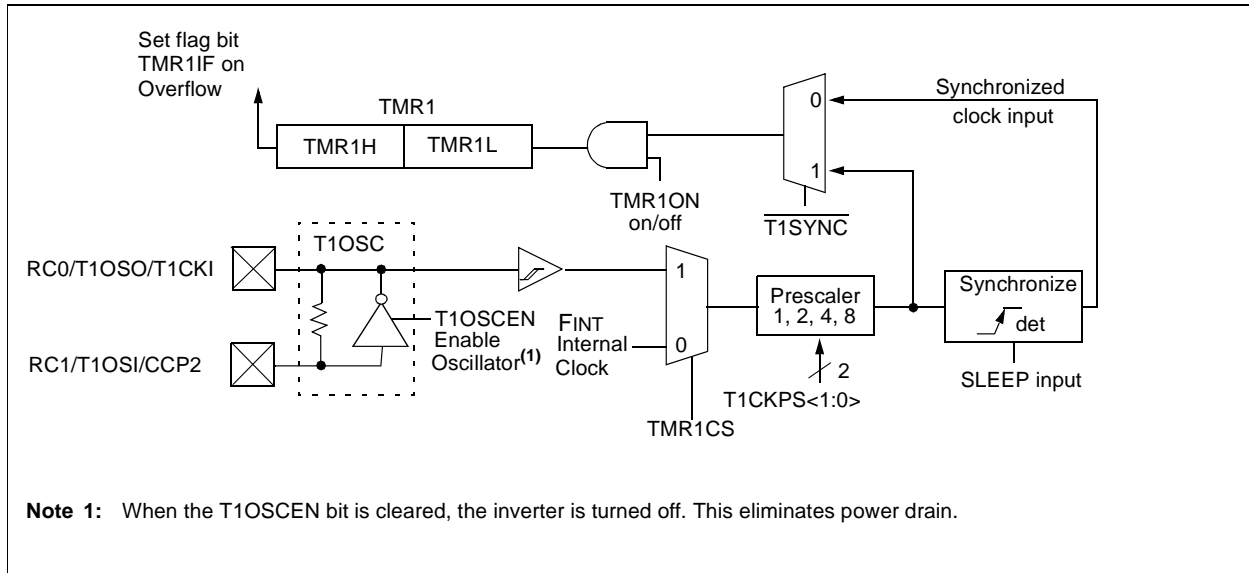 Set flag bit
TMR1IF on
Overflow
TMR1
TMR1H
TMR1L
TMR1ON
on/off
0
1
T1SYNC
Synchronized
clock input
RC0/T1OSO/T1CKI
RC1/T1OSI/CCP2
T1OSC
T1OSCEN
Enable
Oscillator(1)
FINT
Internal
Clock
1
0
TMR1CS
Prescaler
1, 2, 4, 8
2
T1CKPS<1:0>
Synchronize
det
SLEEP input
Note 1: When the T1OSCEN bit is cleared, the inverter is turned off. This eliminates power drain.